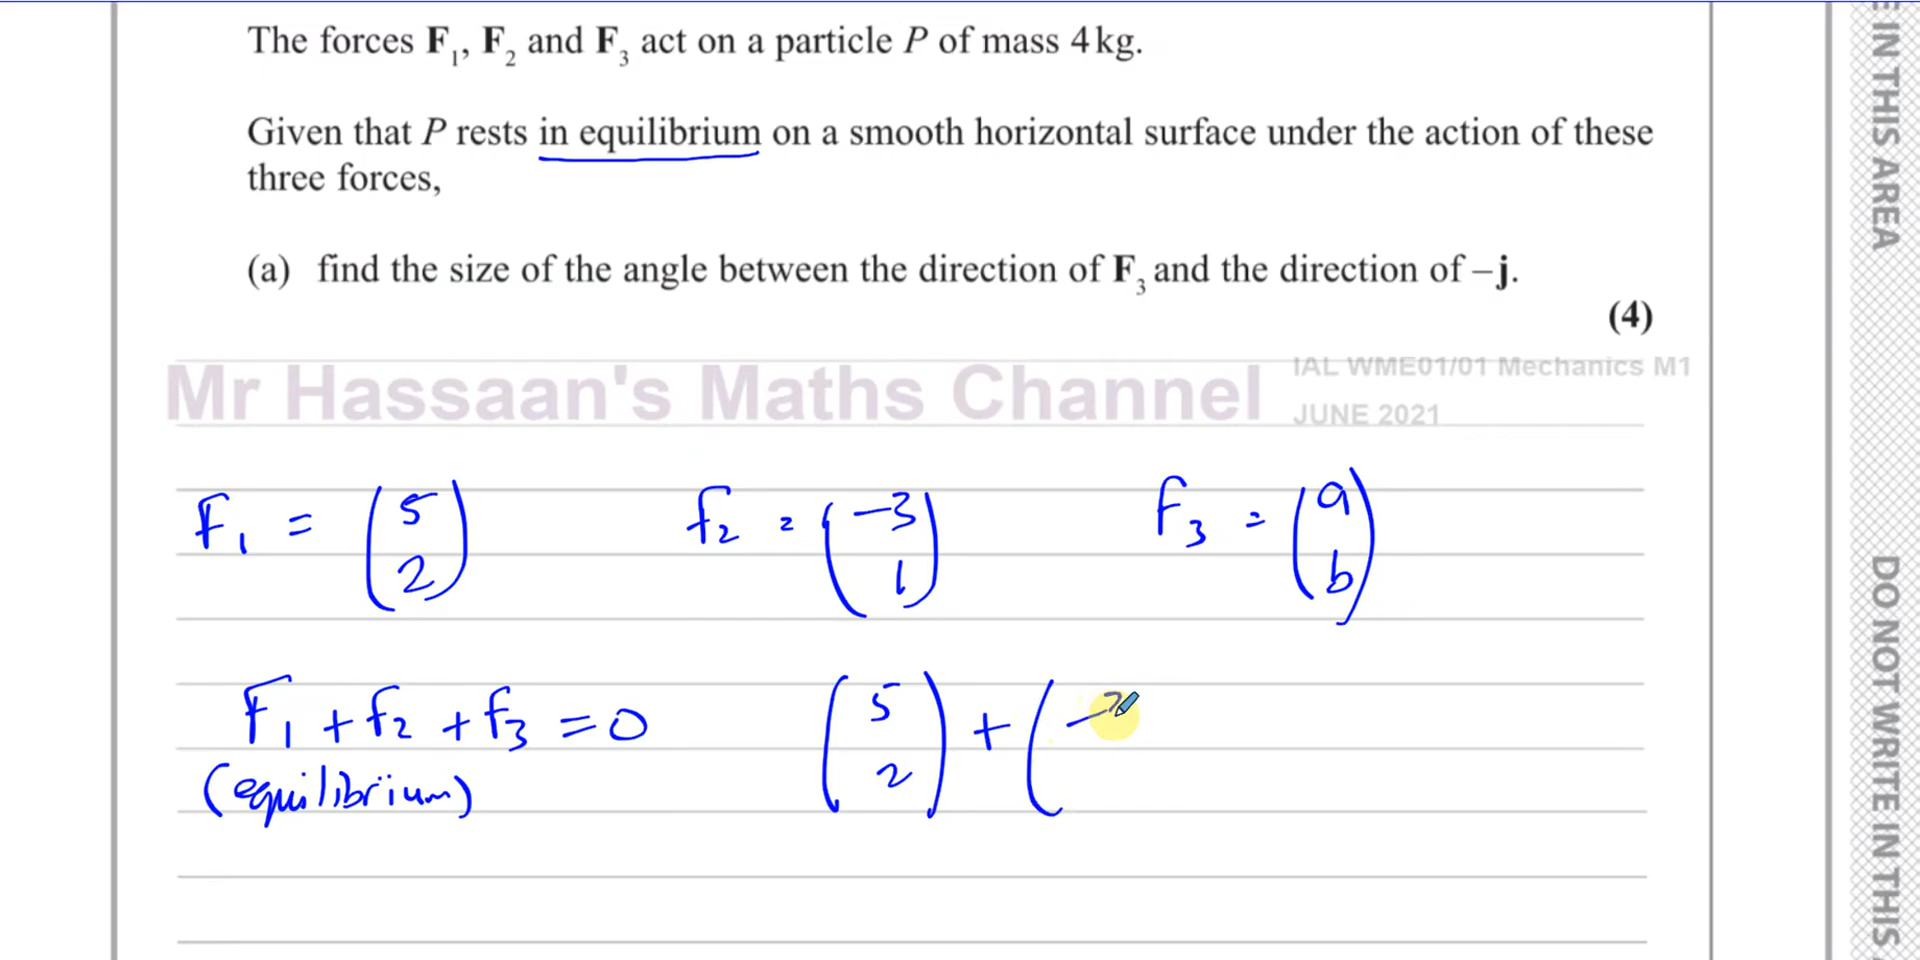 The forces F₁, F₂ and F₃ act on a particle P of mass 4 kg.
Given that P rests in equilibrium on a smooth horizontal surface under the action of these
three forces,
(a) find the size of the angle between the direction of F₃ and the direction of –j.
(4)
Mr Hassaan's Maths Channel
IAL WME01/01 Mechanics M1
JUNE 2021
F₁ = (5 2) F₂ = (-3 1) F₃ = (a b)
F₁ + F₂ + F₃ = 0 (5 2) + ( -
(equilibrium)
IN THIS AREA
DO NOT WRITE IN THIS